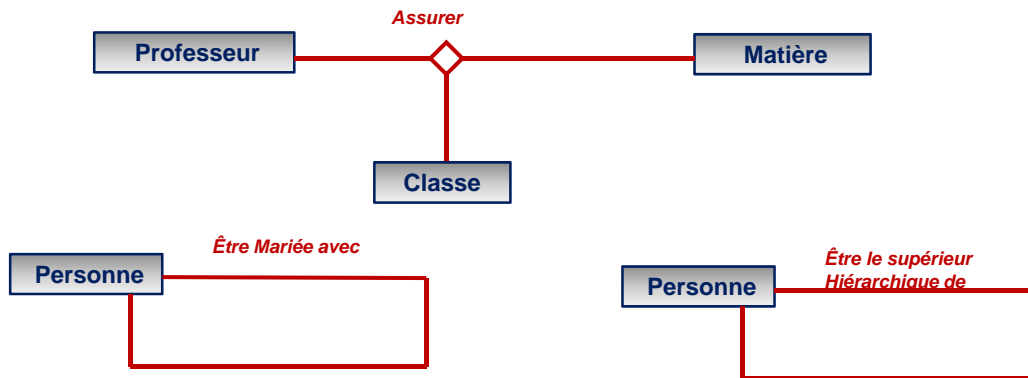 Assurer
Professeur
Matière
Classe
Être Mariée avec
Personne
Être le supérieur
Hiérarchique de
Personne